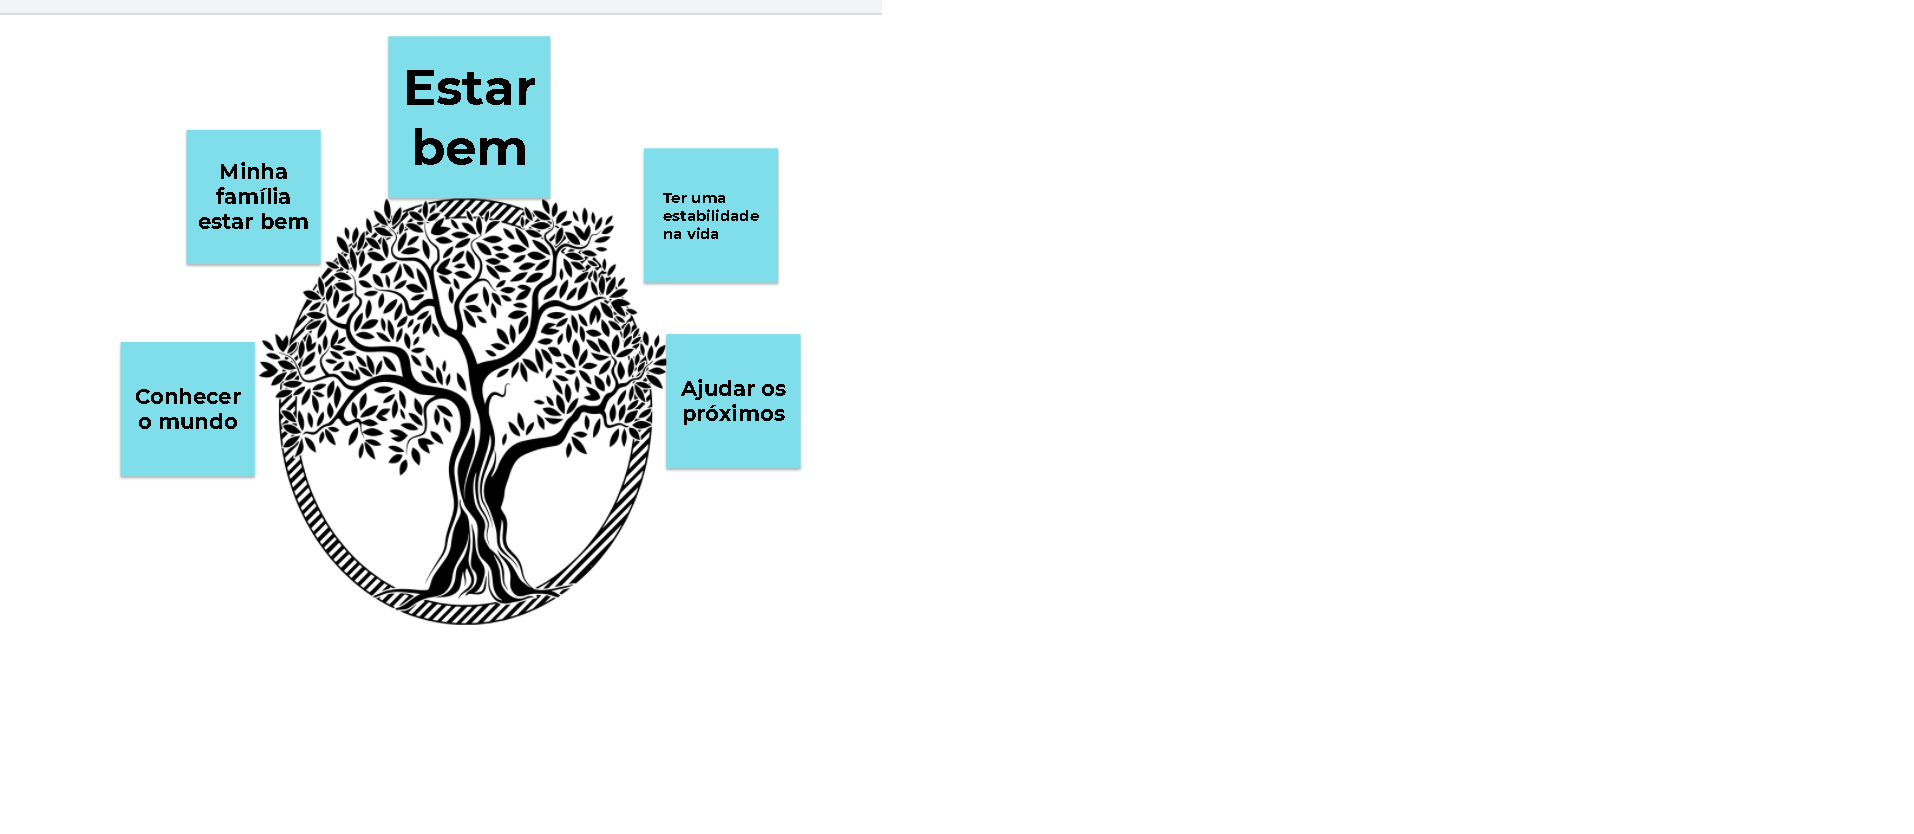 Estar
bem
Minha
família
estar bem
Ter uma
estabilidade
na vida
Conhecer
o mundo
Ajudar os
próximos